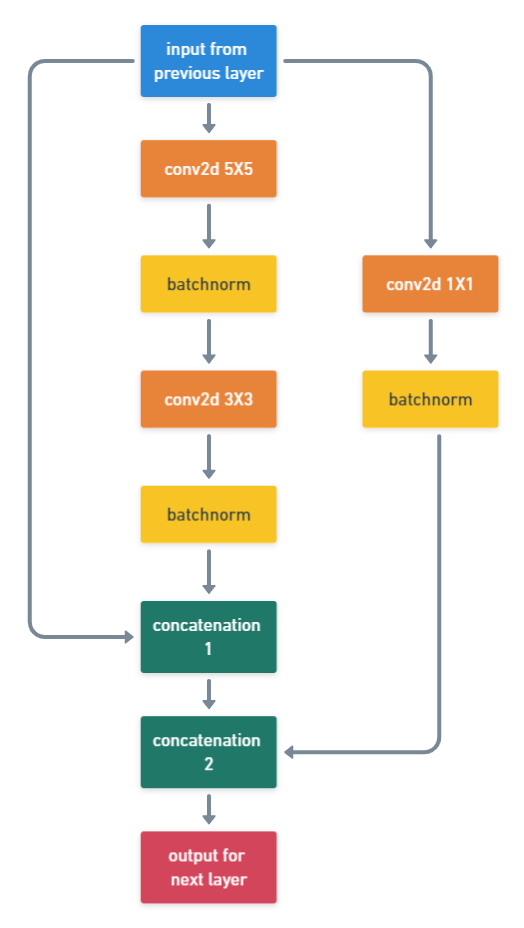 input from
previous layer
conv2d 5X5
batchnorm
conv2d 1X1
conv2d 3X3
batchnorm
batchnorm
concatenation
1
concatenation
2
output for
next layer